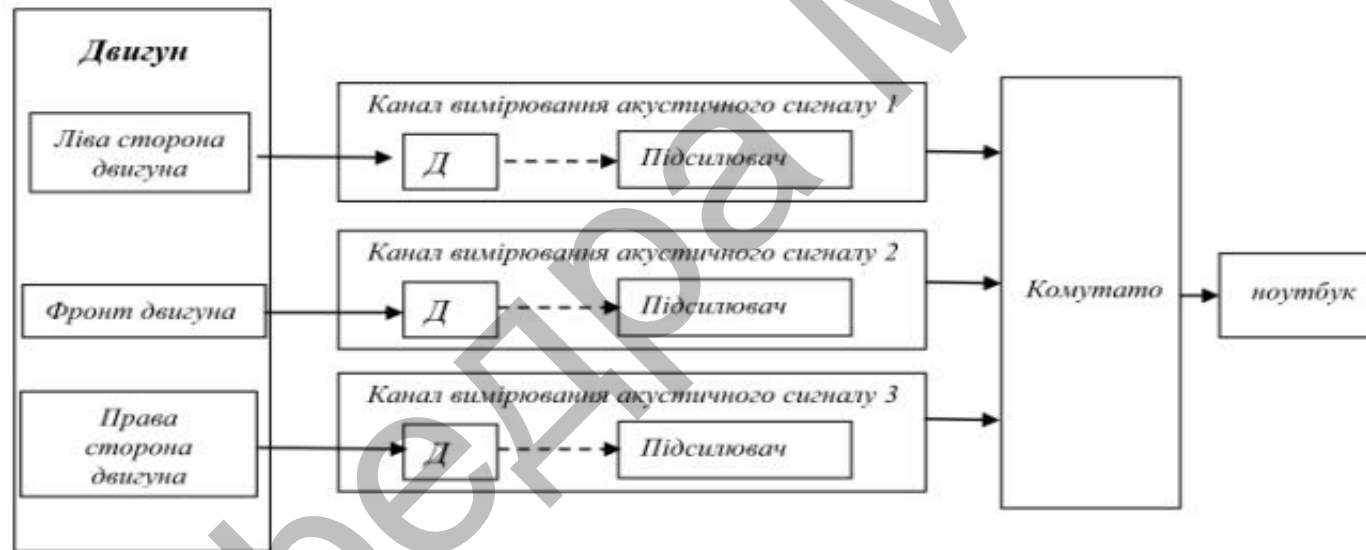 Двигун
Ліва сторона
двигуна
Фронт двигуна
Права
сторона
двигуна
Канал вимірювання акустичного сигналу 1
Д
Підсилювач
Канал вимірювання акустичного сигналу 2
Д
Підсилювач
Канал вимірювання акустичного сигналу 3
Д
Підсилювач
Комутато
ноутбук
федра М